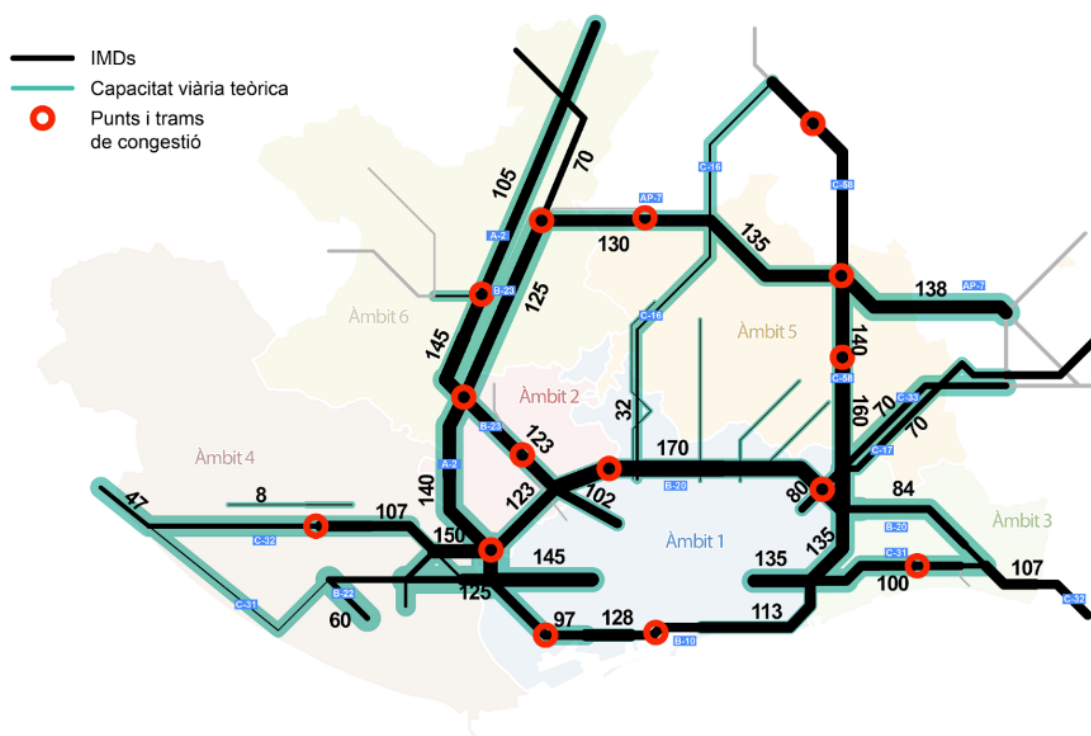 IMDs
Capacitat viària teòrica
Punts i trams
de congestió
70
C-16
105
AP-7
C-58
A-2
130
135
B-23
125
138
AP-7
Àmbit 6
C-16
Àmbit 5
145
140
C-58
Àmbit 2
C-33
32
70
160
70
B-23
123
C-17
Àmbit 4
A-2
170
47
8
140
123
102
B-20
80
84
107
B-20
C-32
150
135
Àmbit 3
Àmbit 1
145
135
C-31
125
100
107
C-31
B-22
60
C-32
97
128
113
B-10